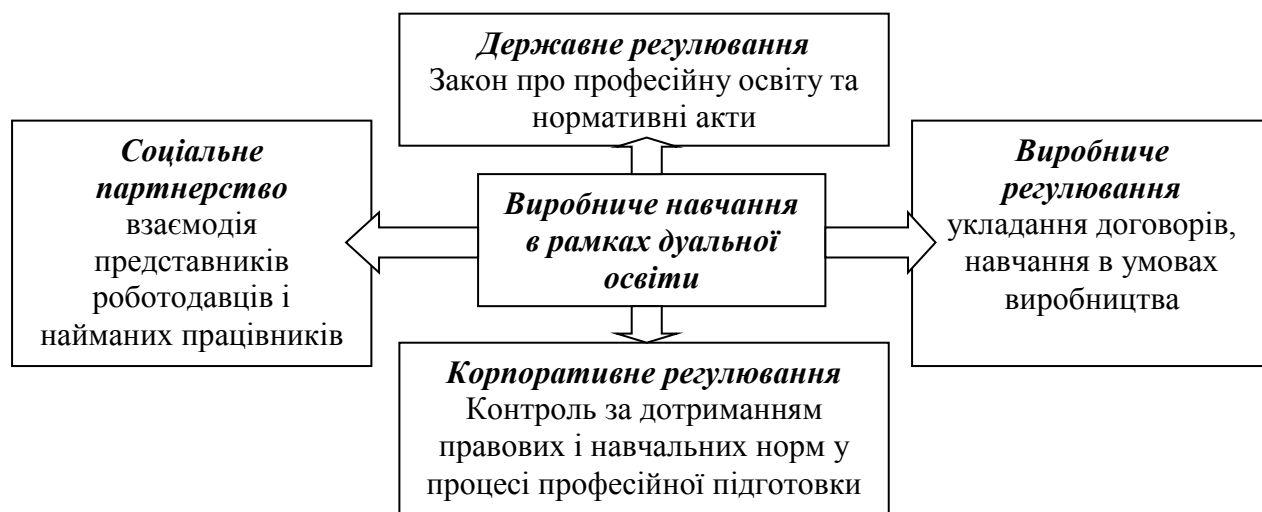 Державне регулювання
Закон про професійну освіту та
нормативні акти
Соціальне
партнерство
взаємодія
представників
роботодавців і
найманих працівників
Виробниче навчання
в рамках дуальної
освіти
Виробниче
регулювання
укладання договорів,
навчання в умовах
виробництва
Корпоративне регулювання
Контроль за дотриманням
правових і навчальних норм у
процесі професійної підготовки